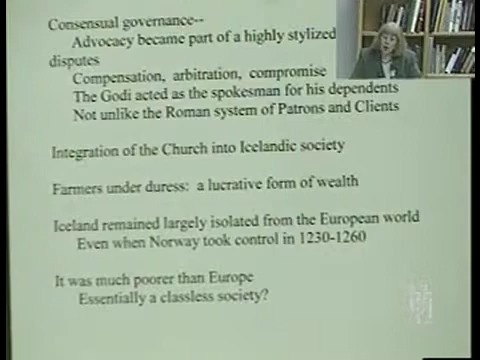 Consensual governance--
Advocacy became part of a highly stylized
disputes
Compensation, arbitration, compromise
The Godi acted as the spokesman for his dependents
Not unlike the Roman system of Patrons and Clients
Integration of the Church into Icelandic society
Farmers under duress: a lucrative form of wealth
Iceland remained largely isolated from the European world
Even when Norway took control in 1230-1260
It was much poorer than Europe
Essentially a classless society?